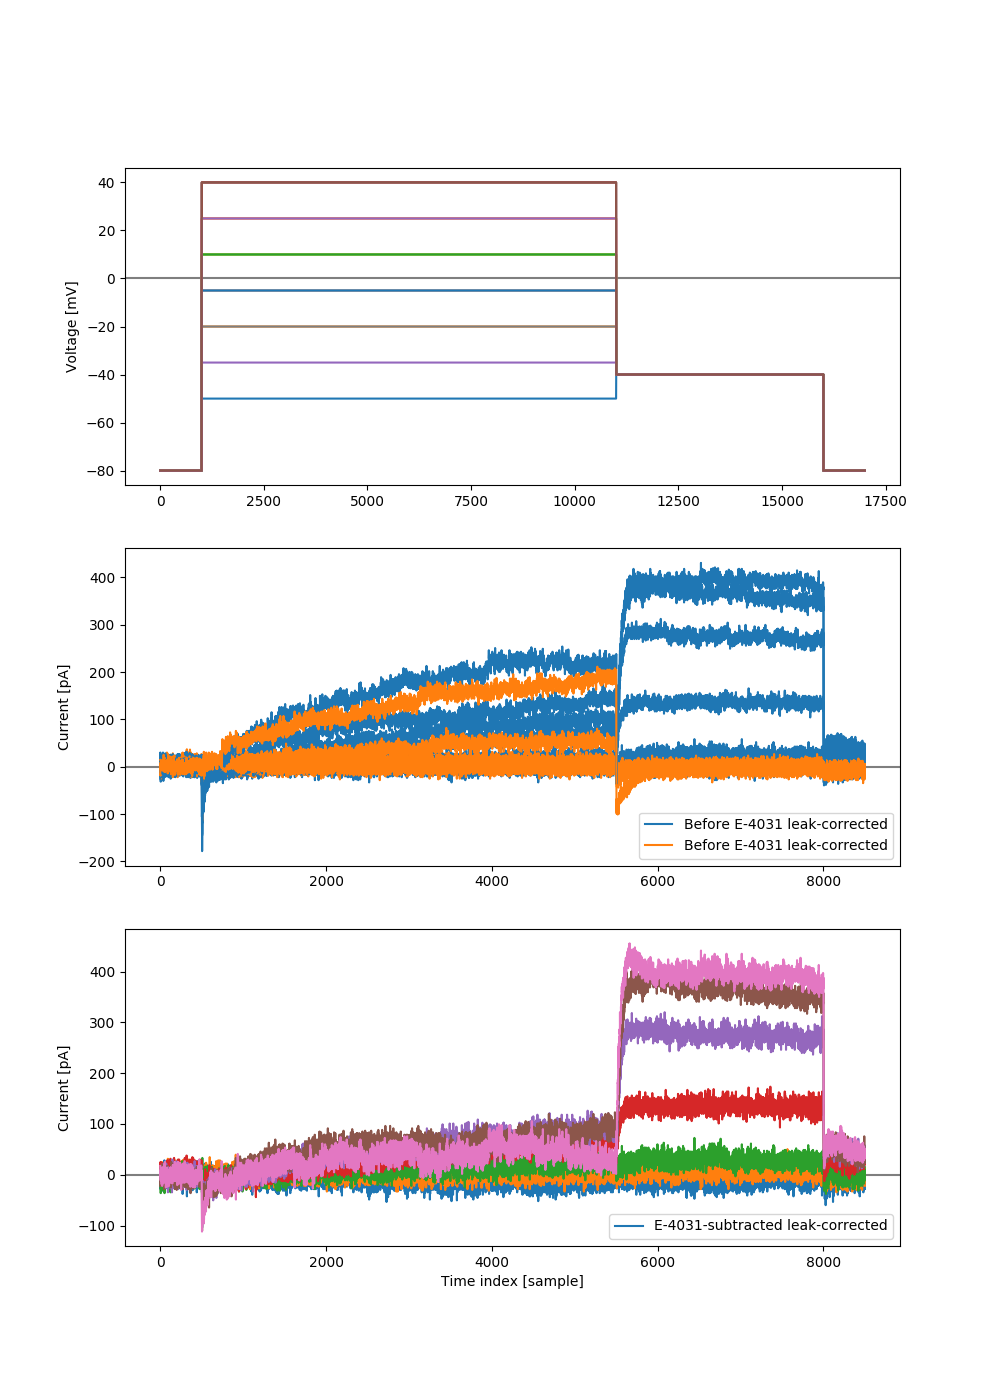 40
20
0
−20
−40
−60
−80
Voltage [mV]
0 2500 5000 7500 10000 12500 15000 17500
400
300
200
100
0
−100
−200
Current [pA]
Before E-4031 leak-corrected
Before E-4031 leak-corrected
0 2000 4000 6000 8000
400
300
200
100
0
−100
Current [pA]
E-4031-subtracted leak-corrected
0 2000 4000 6000 8000
Time index [sample]